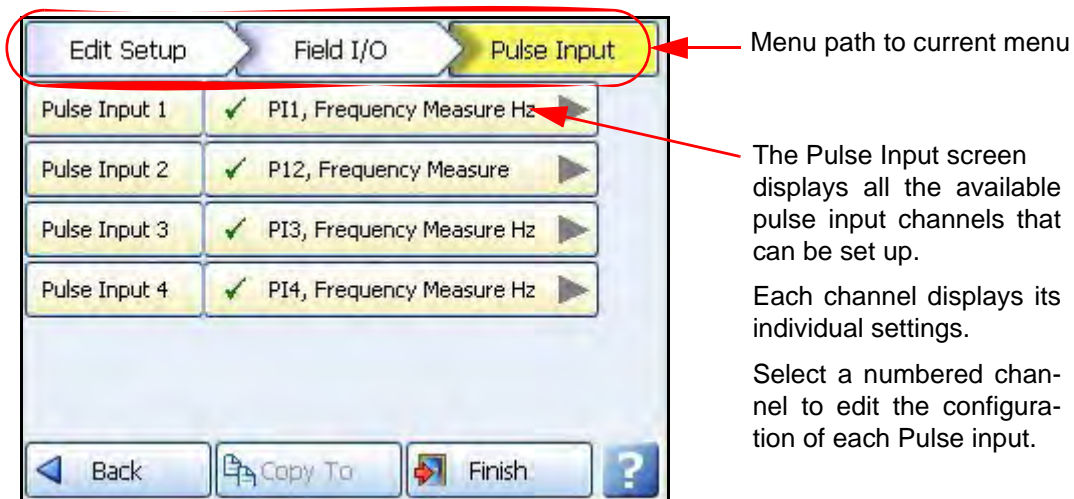 Edit Setup Field I/O Pulse Input
Menu path to current menu
Pulse Input 1 ✓ PI1, Frequency Measure Hz
Pulse Input 2 ✓ P12, Frequency Measure
Pulse Input 3 ✓ PI3, Frequency Measure Hz
Pulse Input 4 ✓ PI4, Frequency Measure Hz
Back Copy To Finish ?
The Pulse Input screen
displays all the available
pulse input channels that
can be set up.
Each channel displays its
individual settings.
Select a numbered chan-
nel to edit the configura-
tion of each Pulse input.